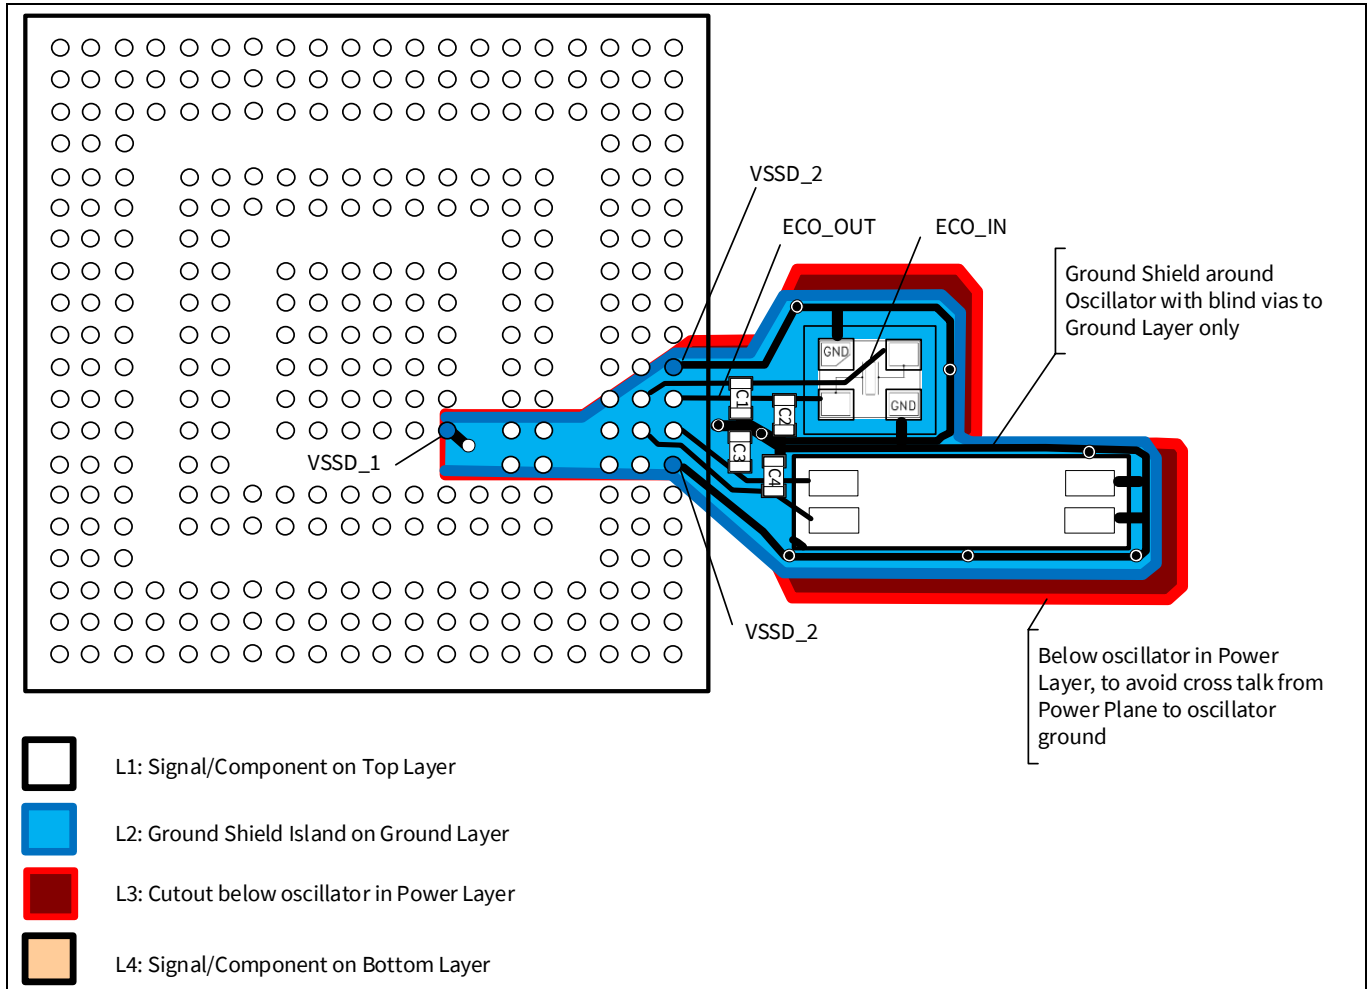 VSSD_2
ECO_OUT
ECO_IN
Ground Shield around
Oscillator with blind vias to
Ground Layer only
GND
C1
C2
GND
C3
VSSD_1
C4
VSSD_2
Below oscillator in Power
Layer, to avoid cross talk from
Power Plane to oscillator
ground
L1: Signal/Component on Top Layer
L2: Ground Shield Island on Ground Layer
L3: Cutout below oscillator in Power Layer
L4: Signal/Component on Bottom Layer